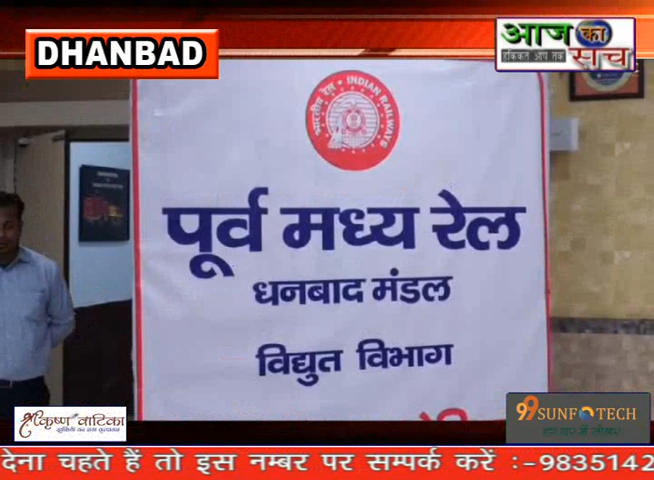 DHANBAD
आज का सच
हकिकत आप तक
भारतीय रेल • INDIAN RAILWAYS
पूर्व मध्य रेल
धनबाद मंडल
विद्युत विभाग
श्री कृष्ण वाटिका
99 SUNFOTECH
देना चहते हैं तो इस नम्बर पर सम्पर्क करें :-9835142